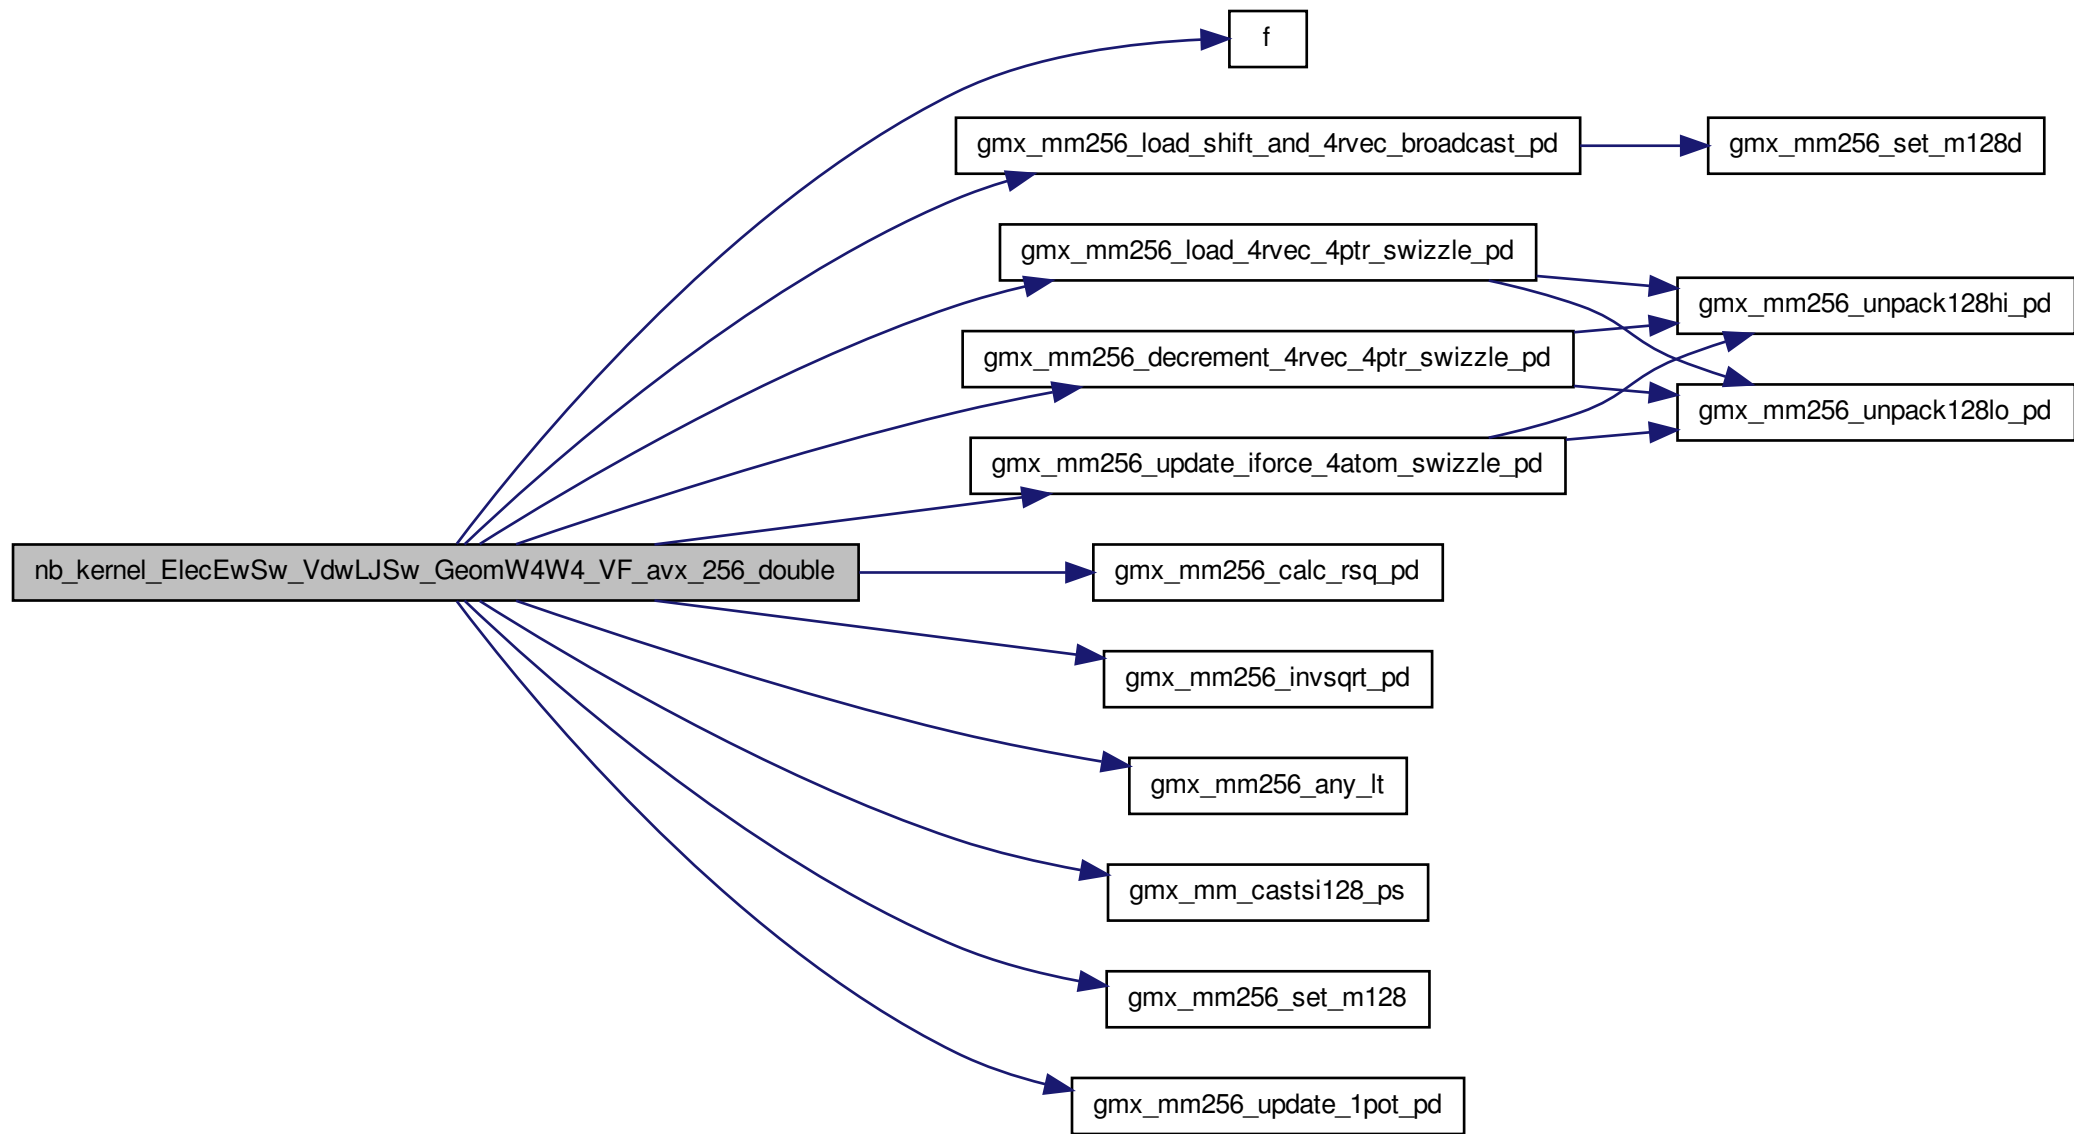 f
gmx_mm256_load_shift_and_4rvec_broadcast_pd
gmx_mm256_set_m128d
gmx_mm256_load_4rvec_4ptr_swizzle_pd
gmx_mm256_unpack128hi_pd
gmx_mm256_decrement_4rvec_4ptr_swizzle_pd
gmx_mm256_unpack128lo_pd
gmx_mm256_update_iforce_4atom_swizzle_pd
nb_kernel_ElecEwSw_VdwLJSw_GeomW4W4_VF_avx_256_double
gmx_mm256_calc_rsq_pd
gmx_mm256_invsqrt_pd
gmx_mm256_any_lt
gmx_mm_castsi128_ps
gmx_mm256_set_m128
gmx_mm256_update_1pot_pd